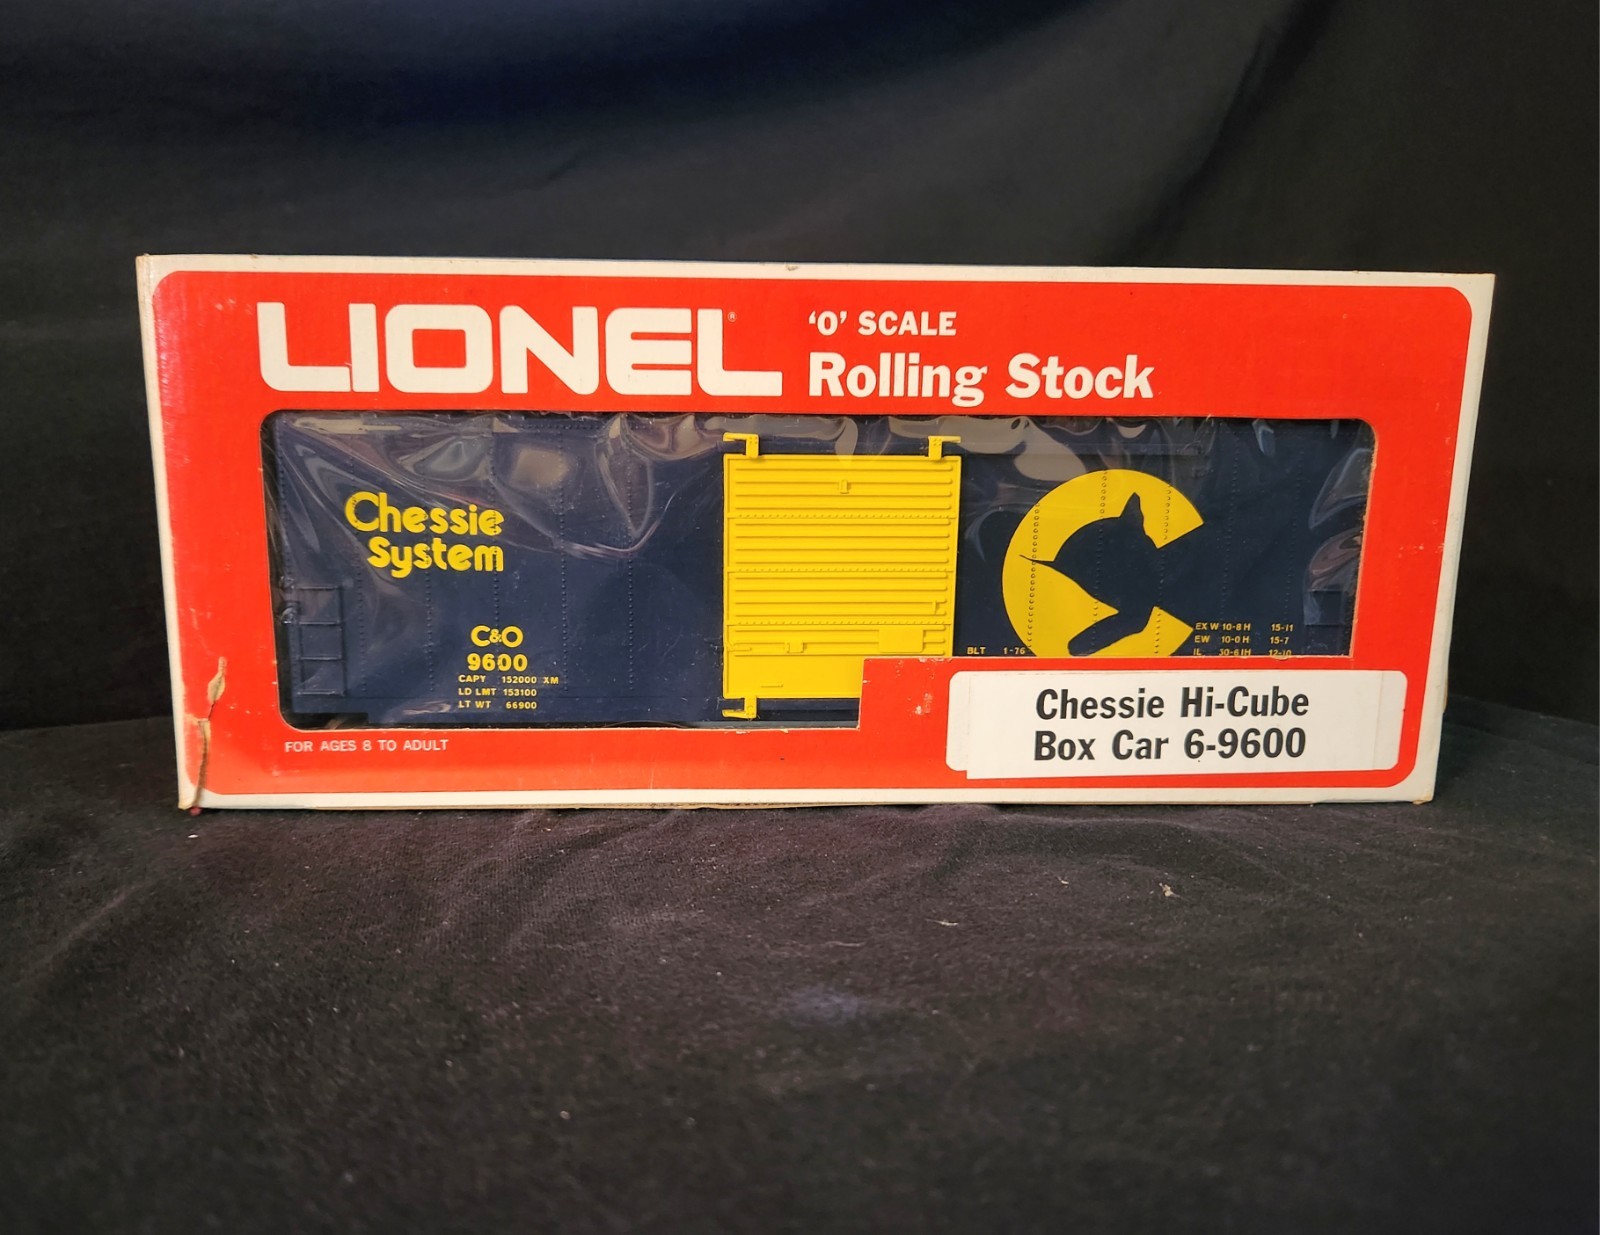 LIONEL®
'O' SCALE
Rolling Stock
Chessie
System
C&O
9600
CAPY 152000 XM
LD LMT 153100
LT WT 66900
BLT 1-76
EX W 10-8 H 15-11
EW 10-0 H 15-7
IL 50-6 IH 12-10
FOR AGES 8 TO ADULT
Chessie Hi-Cube
Box Car 6-9600